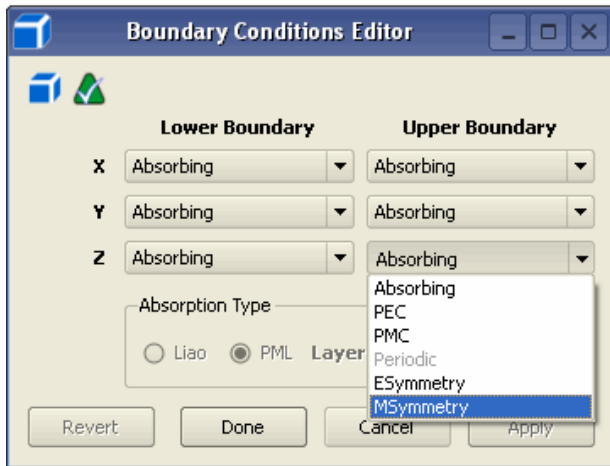 Boundary Conditions Editor
Lower Boundary Upper Boundary
X Absorbing Absorbing
Y Absorbing Absorbing
Z Absorbing Absorbing
Absorbing
PEC
PMC
Periodic
ESymmetry
MSymmetry
Absorption Type
Liao PML Layer
Revert Done Cancel Apply